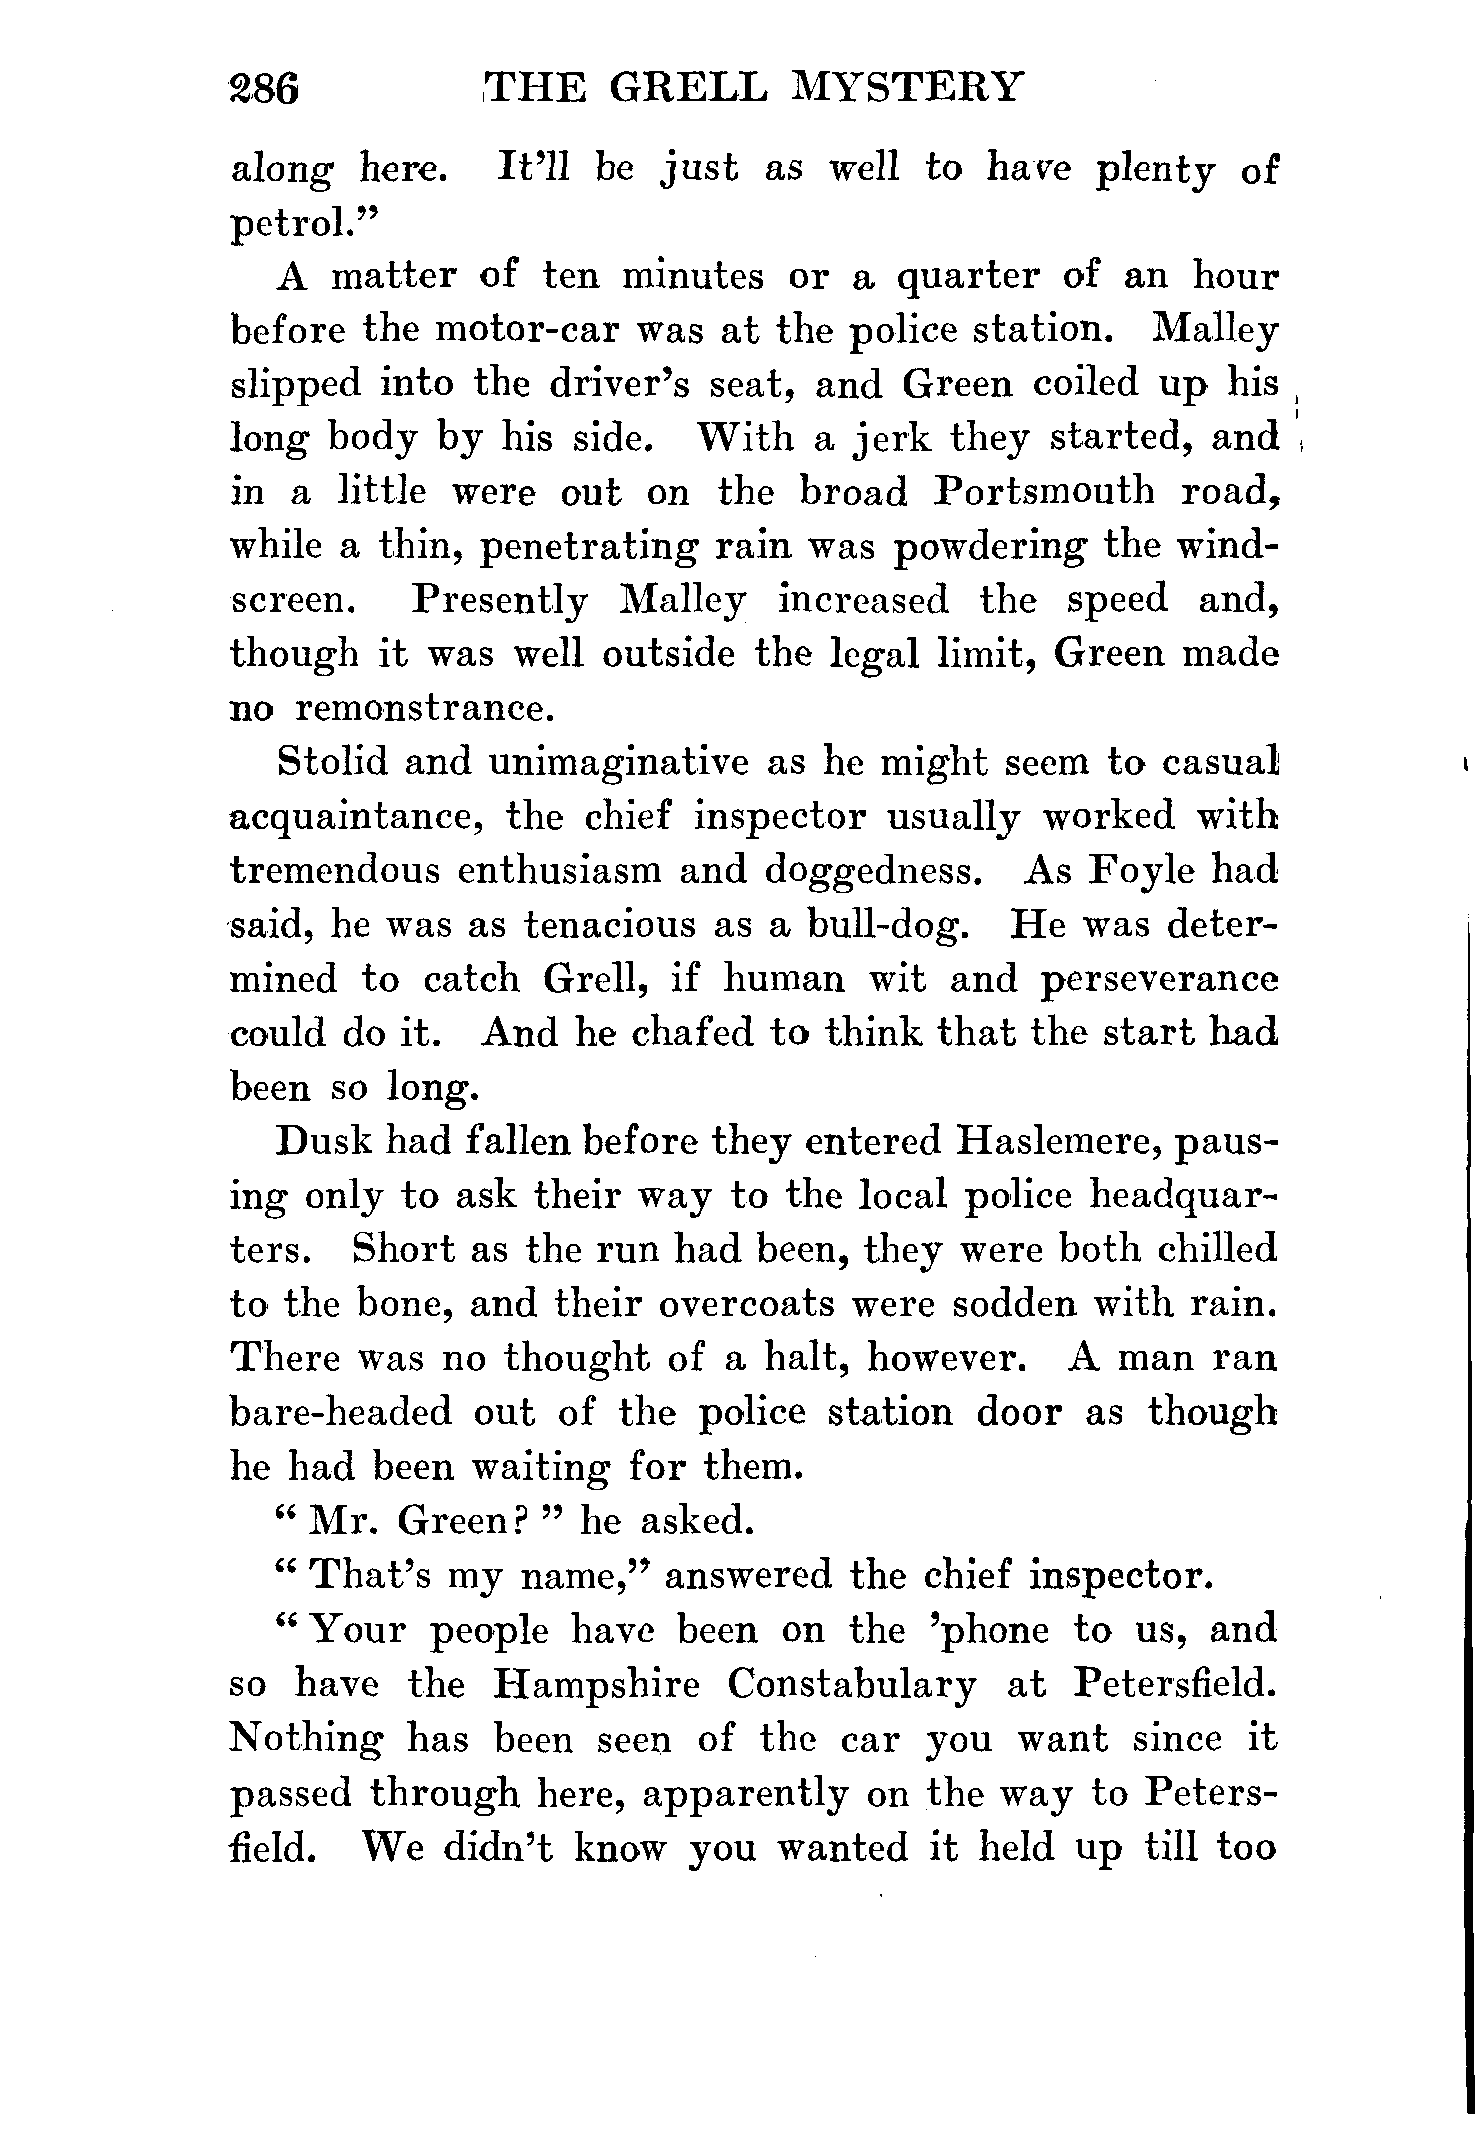 286 THE GRELL MYSTERY
along here. It'll be just as well to have plenty of
petrol."
A matter of ten minutes or a quarter of an hour
before the motor-car was at the police station. Malley
slipped into the driver's seat, and Green coiled up his
long body by his side. With a jerk they started, and
in a little were out on the broad Portsmouth road,
while a thin, penetrating rain was powdering the wind-
screen. Presently Malley increased the speed and,
though it was well outside the legal limit, Green made
no remonstrance.
Stolid and unimaginative as he might seem to casual
acquaintance, the chief inspector usually worked with
tremendous enthusiasm and doggedness. As Foyle had
said, he was as tenacious as a bull-dog. He was deter-
mined to catch Grell, if human wit and perseverance
could do it. And he chafed to think that the start had
been so long.
Dusk had fallen before they entered Haslemere, paus-
ing only to ask their way to the local police headquar-
ters. Short as the run had been, they were both chilled
to the bone, and their overcoats were sodden with rain.
There was no thought of a halt, however. A man ran
bare-headed out of the police station door as though
he had been waiting for them.
" Mr. Green? " he asked.
" That's my name," answered the chief inspector.
" Your people have been on the 'phone to us, and
so have the Hampshire Constabulary at Petersfield.
Nothing has been seen of the car you want since it
passed through here, apparently on the way to Peters-
field. We didn't know you wanted it held up till too